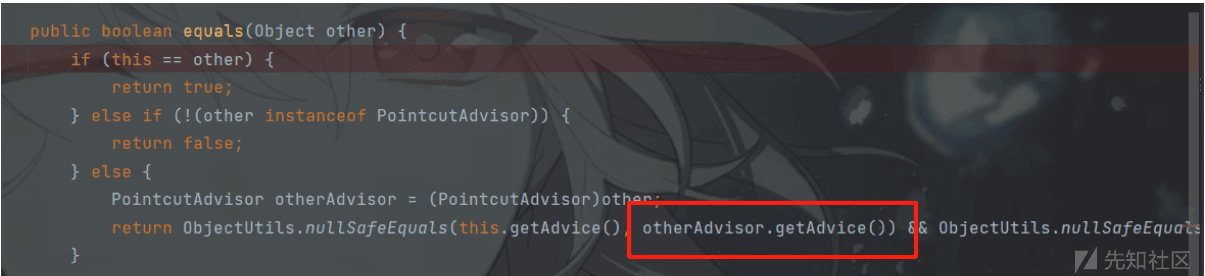 public boolean equals(Object other) {
if (this == other) {
return true;
} else if (!(other instanceof PointcutAdvisor)) {
return false;
} else {
PointcutAdvisor otherAdvisor = (PointcutAdvisor)other;
return ObjectUtils.nullSafeEquals(this.getAdvice(), otherAdvisor.getAdvice()) && ObjectUtils.nullSafeEquals
}
先知社区